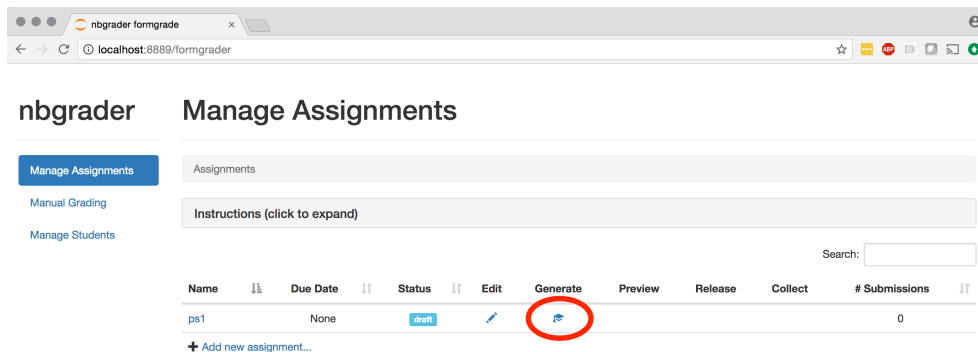 nbgrader formgrade
localhost:8889/formgrader
ABP
nbgrader
Manage Assignments
Manage Assignments
Manual Grading
Manage Students
Assignments
Instructions (click to expand)
Search:
Name Due Date Status Edit Generate Preview Release Collect # Submissions
ps1 None draft 0
Add new assignment...